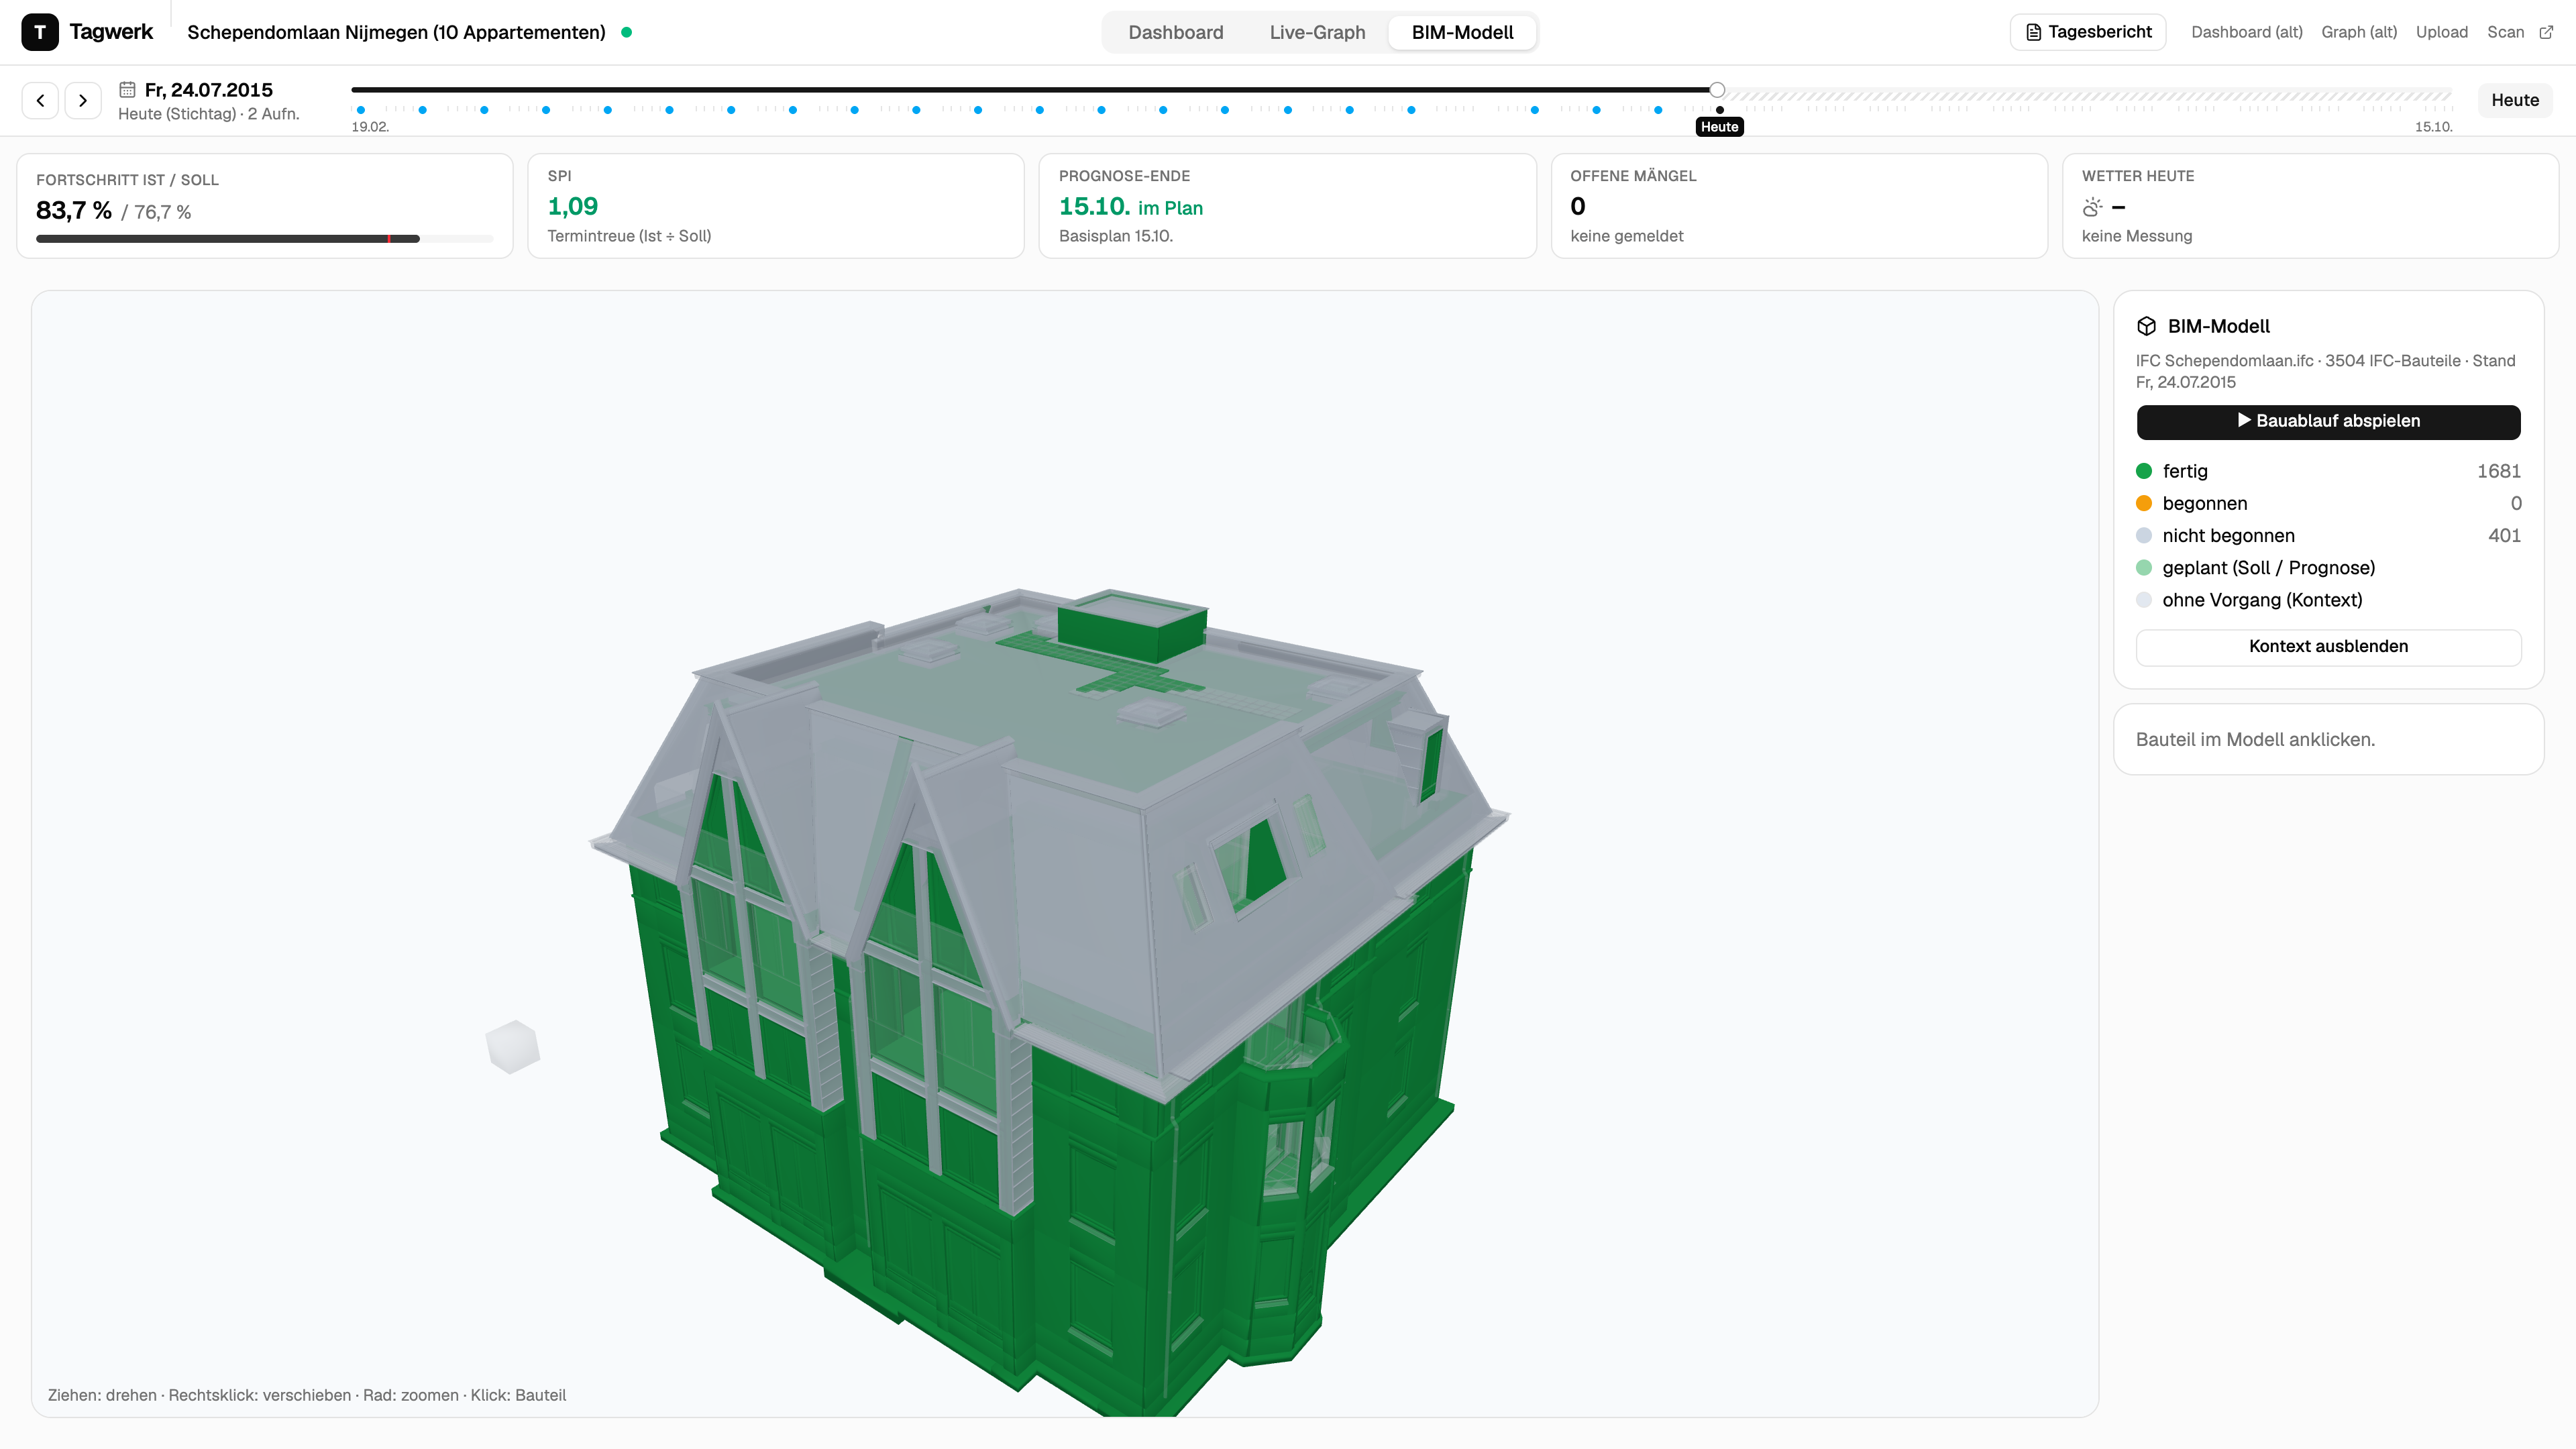 T Tagwerk
Schependomlaan Nijmegen (10 Appartementen)
Dashboard
Live-Graph
BIM-Modell
Tagesbericht
Dashboard (alt)
Graph (alt)
Upload
Scan
Fr, 24.07.2015
Heute (Stichtag) · 2 Aufn.
19.02.
Heute
15.10.
Heute
FORTSCHRITT IST / SOLL
83,7 % / 76,7 %
SPI
1,09
Termintreue (Ist ÷ Soll)
PROGNOSE-ENDE
15.10. im Plan
Basisplan 15.10.
OFFENE MÄNGEL
0
keine gemeldet
WETTER HEUTE
–
keine Messung
BIM-Modell
IFC Schependomlaan.ifc · 3504 IFC-Bauteile · Stand
Fr, 24.07.2015
Bauablauf abspielen
fertig 1681
begonnen 0
nicht begonnen 401
geplant (Soll / Prognose)
ohne Vorgang (Kontext)
Kontext ausblenden
Bauteil im Modell anklicken.
Ziehen: drehen · Rechtsklick: verschieben · Rad: zoomen · Klick: Bauteil